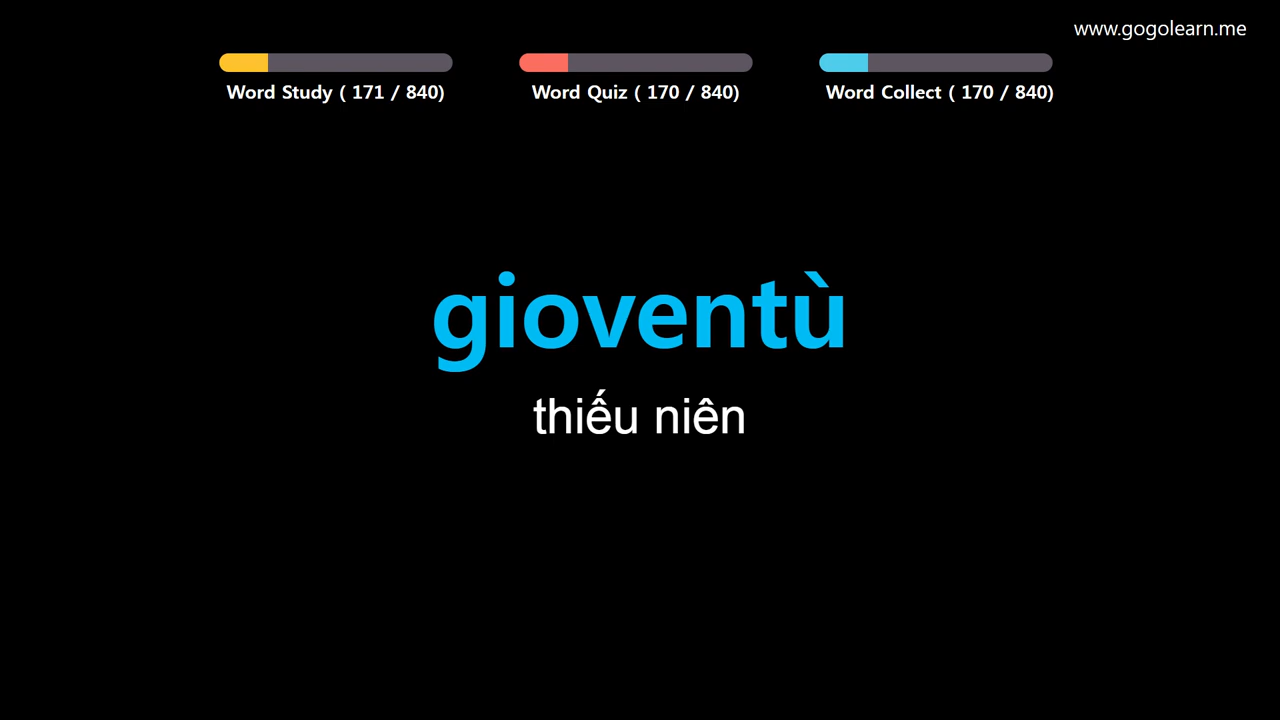 www.gogolearn.me
Word Study ( 171 / 840)
Word Quiz ( 170 / 840)
Word Collect ( 170 / 840)
gioventù
thiếu niên